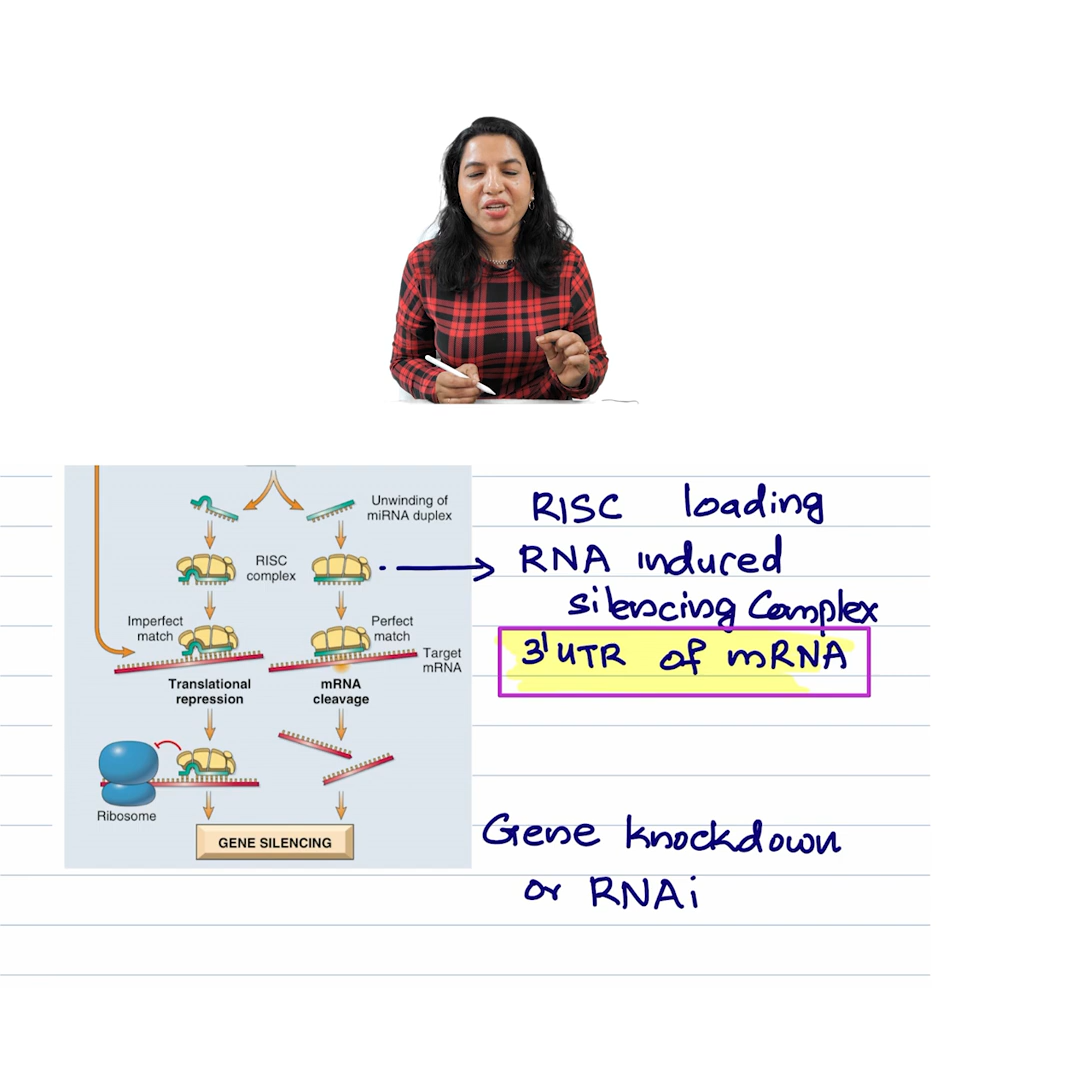 Unwinding of
miRNA duplex
RISC
complex
Imperfect
match
Perfect
match
Target
mRNA
Translational
repression
mRNA
cleavage
Ribosome
GENE SILENCING
RISC loading
RNA induced
silencing Complex
3' UTR of mRNA
Gene knockdown
or RNAi